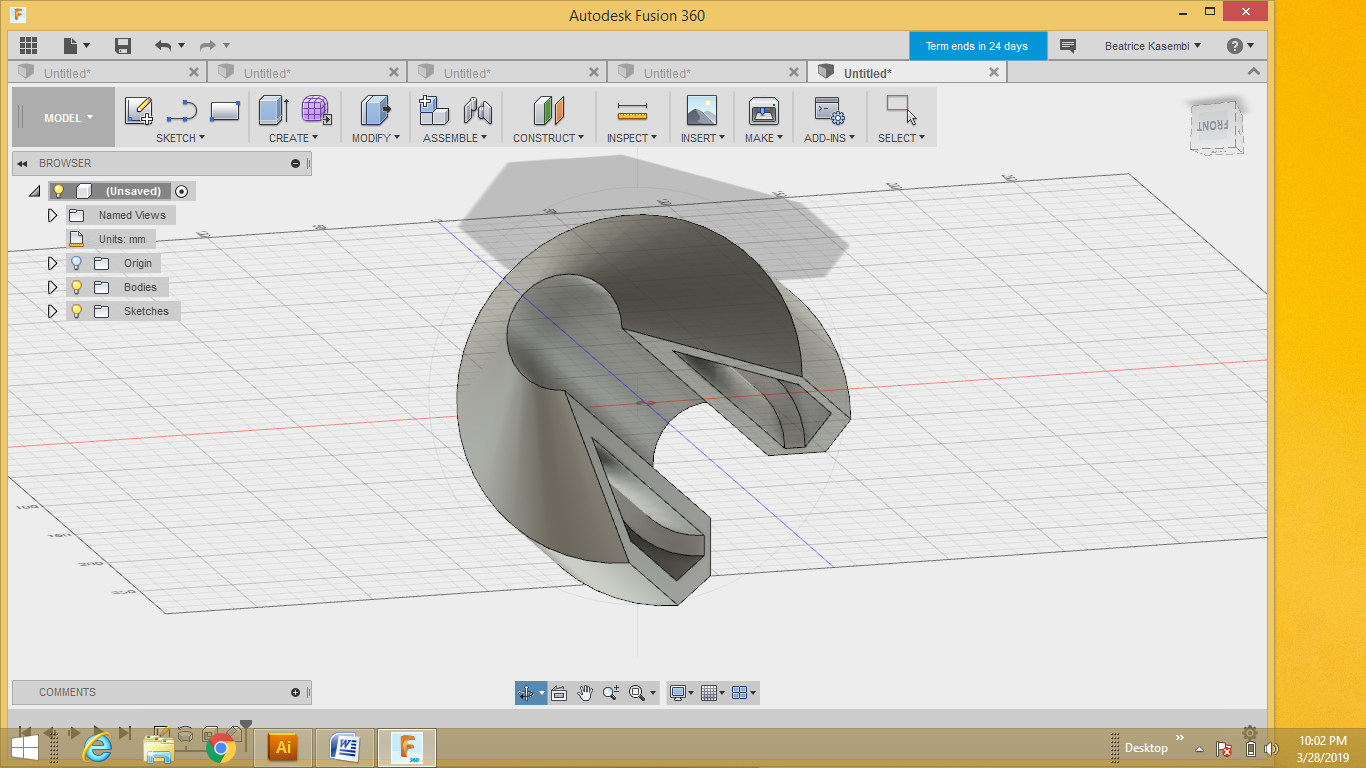 Autodesk Fusion 360
Term ends in 24 days
Beatrice Kasembi
Untitled*
Untitled*
Untitled*
Untitled*
Untitled*
MODEL
SKETCH
CREATE
MODIFY
ASSEMBLE
CONSTRUCT
INSPECT
INSERT
MAKE
ADD-INS
SELECT
FRONT
BROWSER
(Unsaved)
Named Views
Units: mm
Origin
Bodies
Sketches
COMMENTS
Ai
W
F
360
Desktop
10:02 PM
3/28/2019